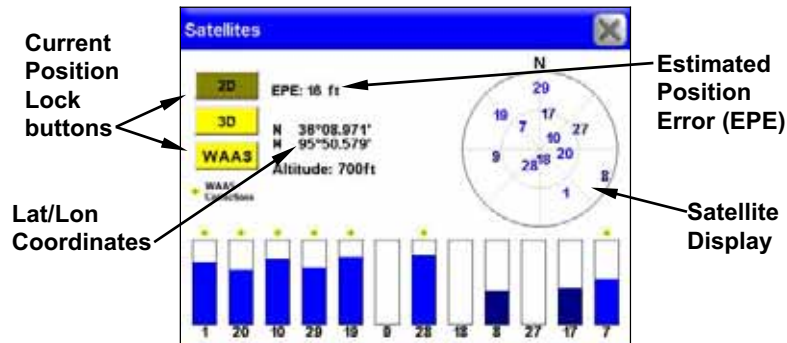 Current
Position
Lock
buttons
Lat/Lon
Coordinates
Satellites
2D
EPE: 16 ft
3D
N 36°08.971'
W 95°50.579'
WAAS
Altitude: 700ft
WAAS
Corrections
N
29
19
17
7
27
10
9
20
18
28
8
1
1 20 10 29 19 9 28 18 8 27 17 7
Estimated
Position
Error (EPE)
Satellite
Display